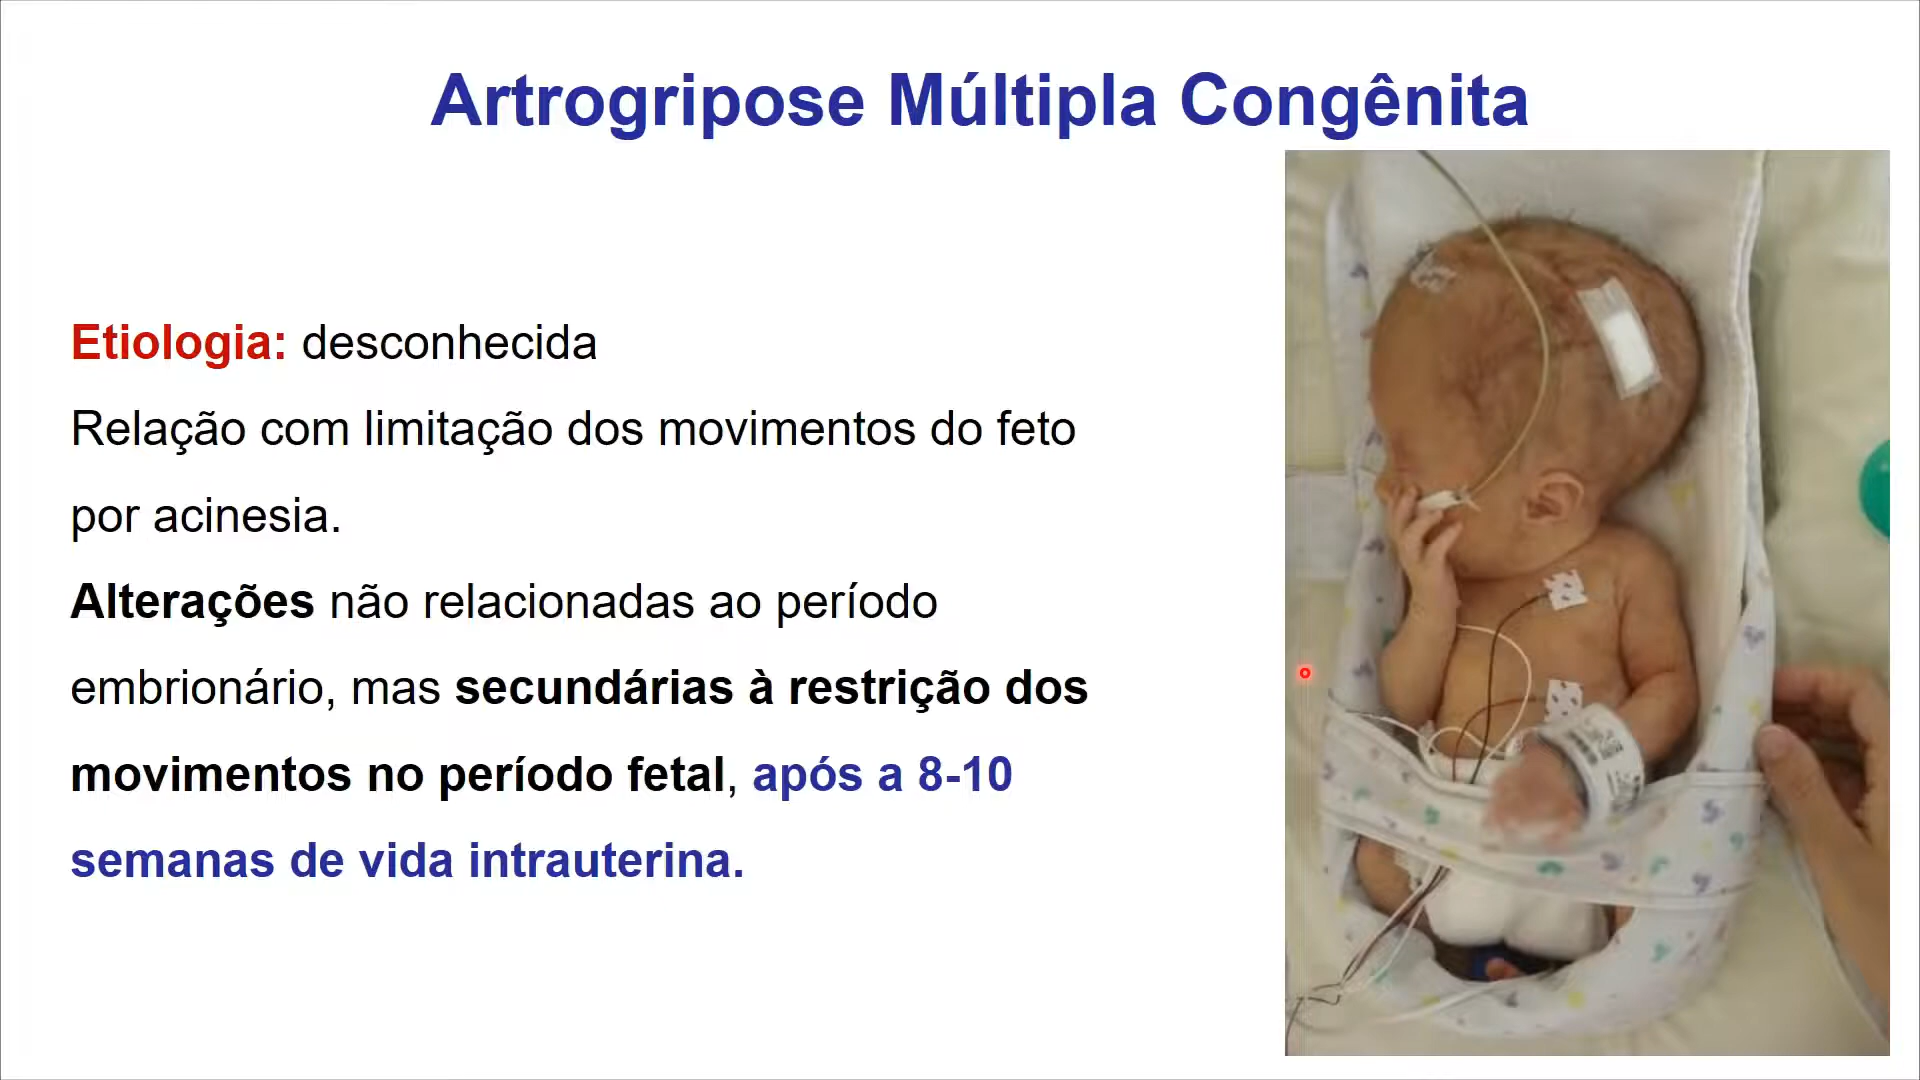 Artrogripose Múltipla Congênita
Etiologia: desconhecida
Relação com limitação dos movimentos do feto
por acinesia.
Alterações não relacionadas ao período
embrionário, mas secundárias à restrição dos
movimentos no período fetal, após a 8-10
semanas de vida intrauterina.